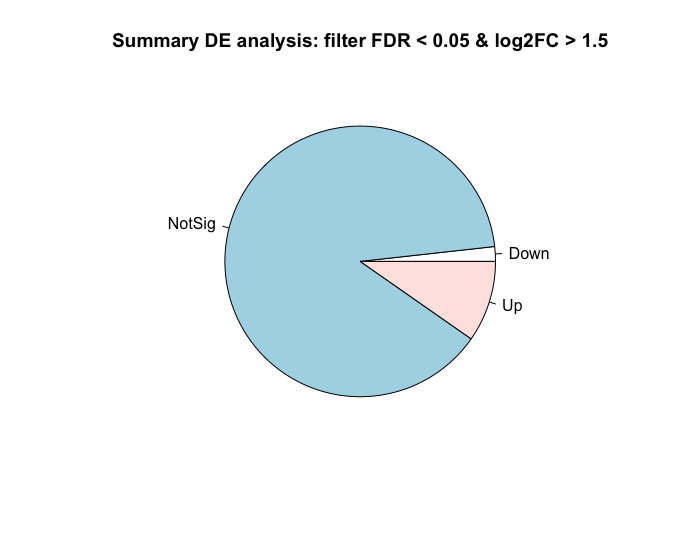 Summary DE analysis: filter FDR < 0.05 & log2FC > 1.5
NotSig
Down
Up